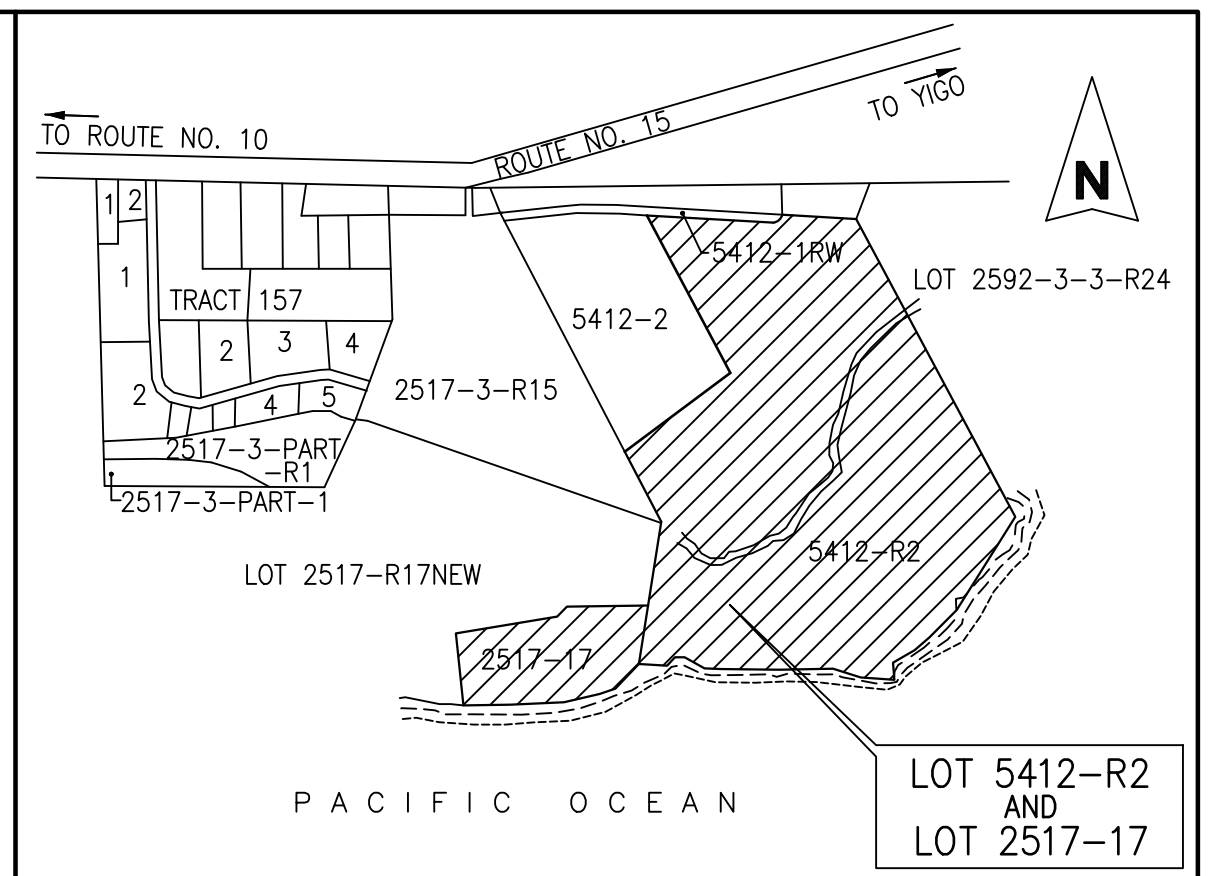 TO ROUTE NO. 10
ROUTE NO. 15
TO YIGO
N
1
2
1
5412-1RW
LOT 2592-3-3-R24
TRACT 157
5412-2
2
3
4
2
4
5
2517-3-R15
2517-3-PART
-R1
2517-3-PART-1
5412-R2
LOT 2517-R17NEW
2517-17
LOT 5412-R2
AND
LOT 2517-17
PACIFIC OCEAN